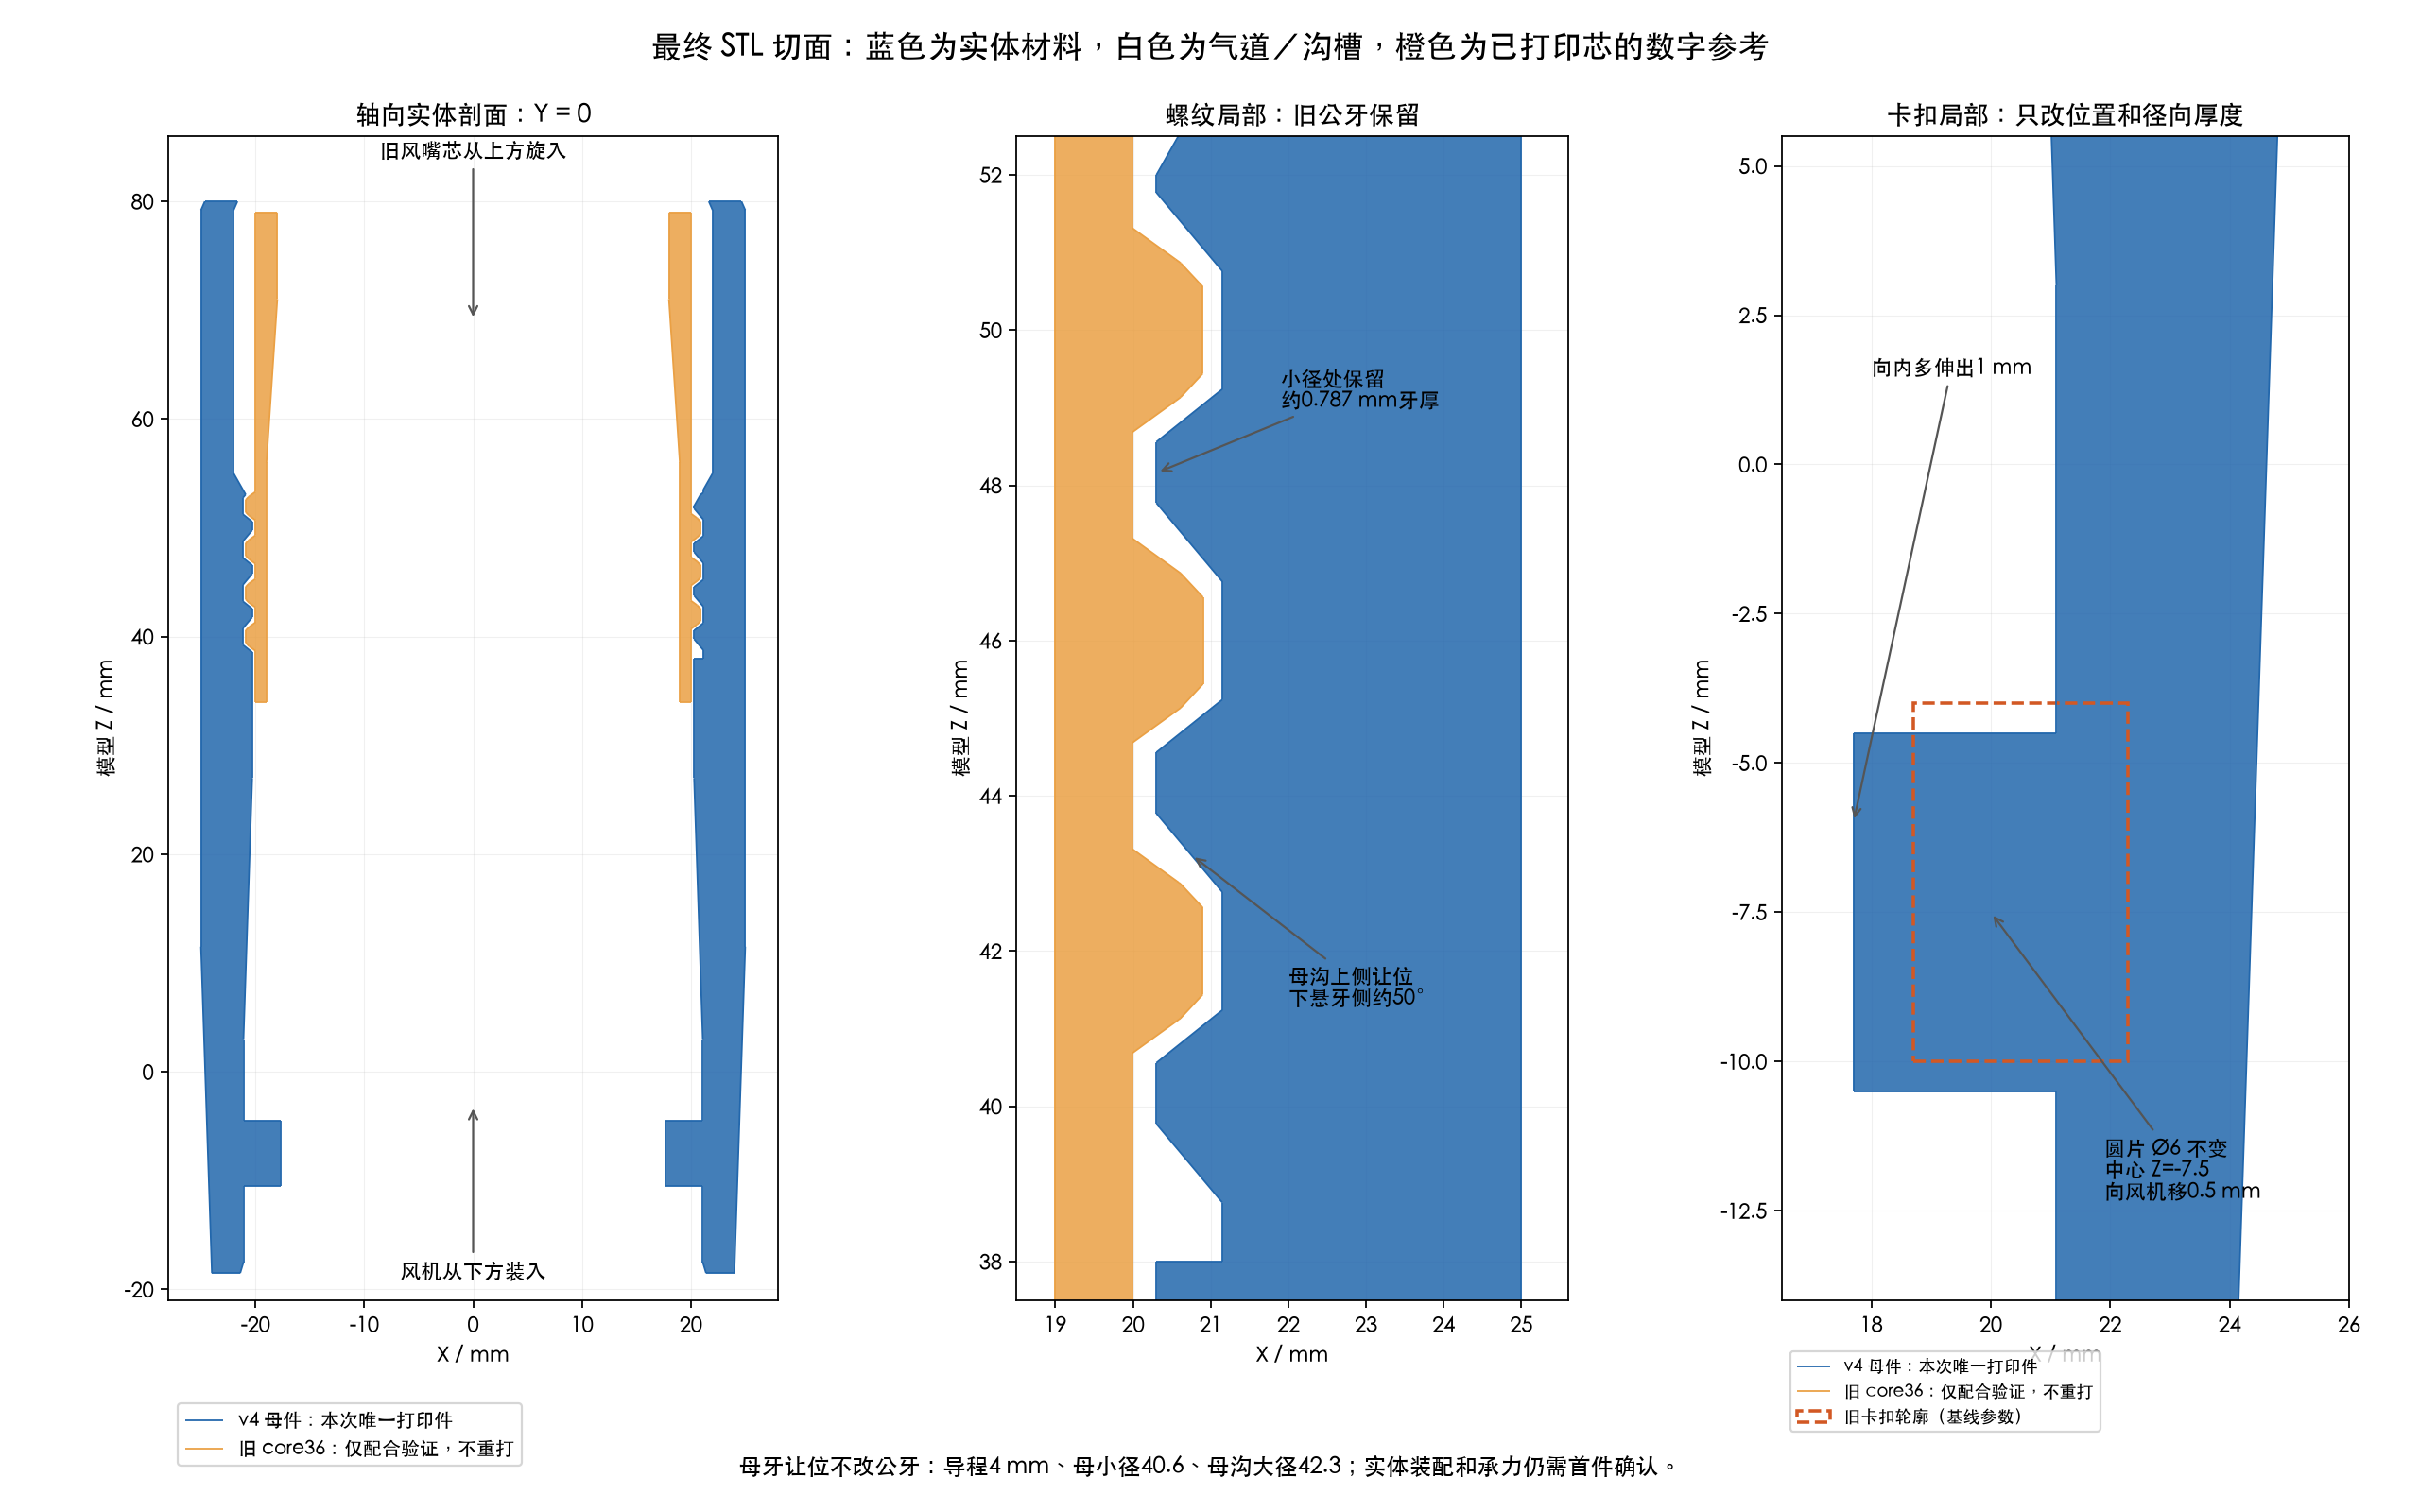 最终 STL 切面：蓝色为实体材料，白色为气道／沟槽，橙色为已打印芯的数字参考
轴向实体剖面：Y = 0
旧风嘴芯从上方旋入
80
60
40
20
0
-20
模型 Z / mm
风机从下方装入
-20
-10
0
10
20
X / mm
v4 母件：本次唯一打印件
旧 core36：仅配合验证，不重打
螺纹局部：旧公牙保留
52
50
48
46
44
42
40
38
模型 Z / mm
小径处保留
约0.787 mm牙厚
母沟上侧让位
下悬牙侧约50°
19
20
21
22
23
24
25
X / mm
卡扣局部：只改位置和径向厚度
5.0
2.5
0.0
-2.5
-5.0
-7.5
-10.0
-12.5
模型 Z / mm
向内多伸出1 mm
圆片 Ø6 不变
中心 Z=-7.5
向风机移0.5 mm
18
20
22
24
26
X / mm
v4 母件：本次唯一打印件
旧 core36：仅配合验证，不重打
旧卡扣轮廓（基线参数）
母牙让位不改公牙：导程4 mm、母小径40.6、母沟大径42.3；实体装配和承力仍需首件确认。